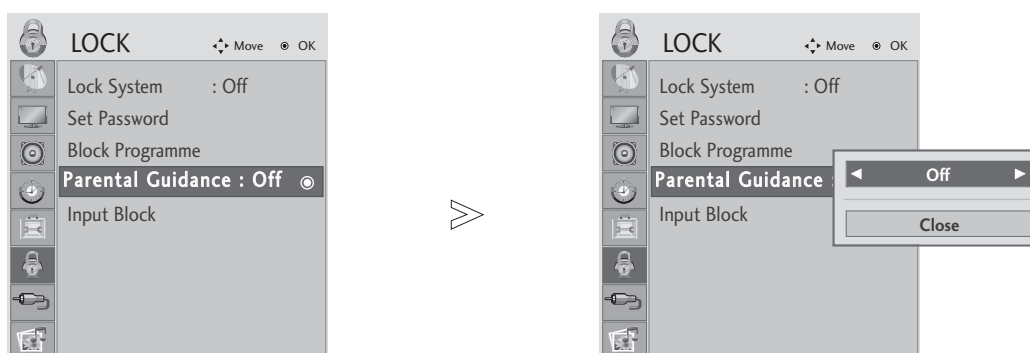 LOCK
Move
OK
Lock System : Off
Set Password
Block Programme
Parental Guidance : Off
Input Block
LOCK
Move
OK
Lock System : Off
Set Password
Block Programme
Parental Guidance :
Off
Input Block
Close